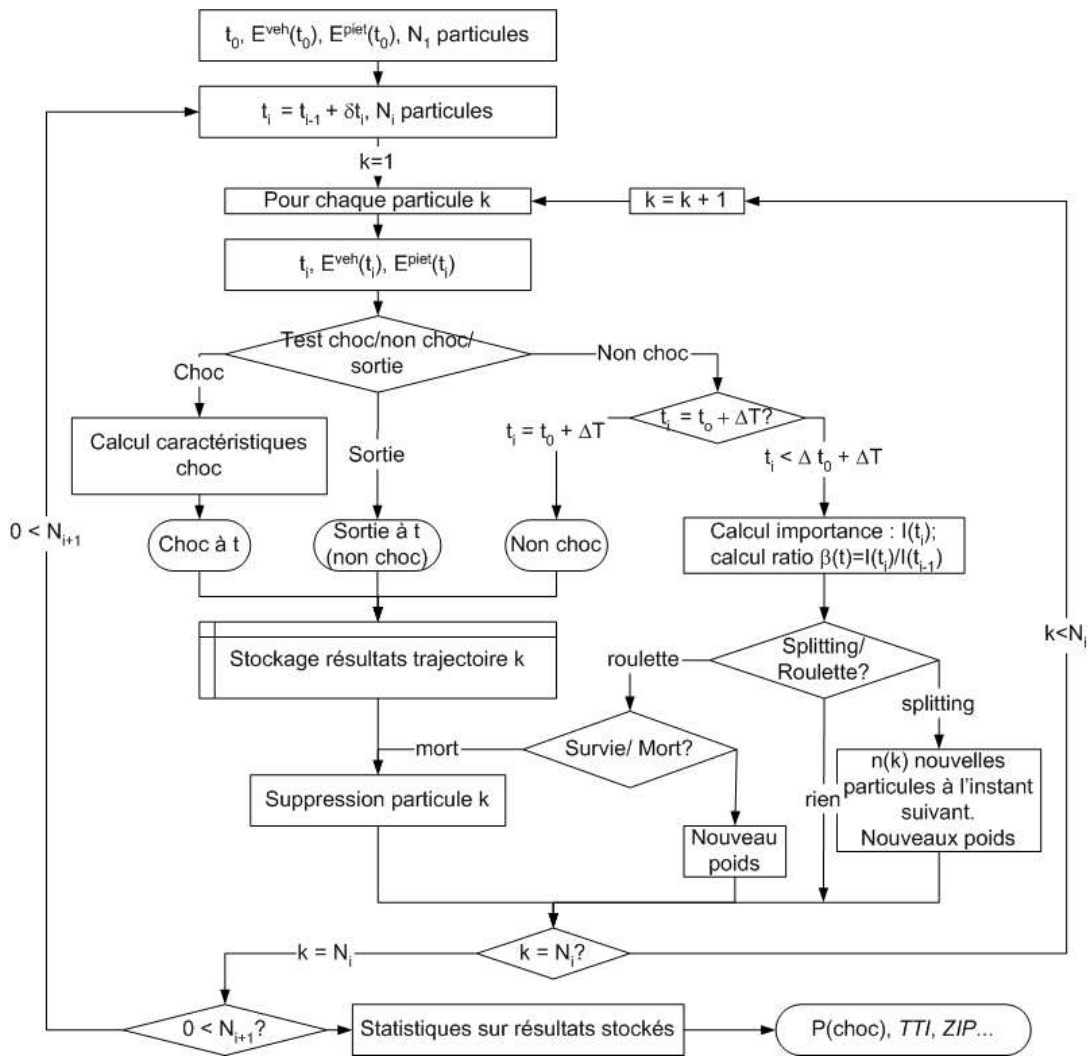 t0, Eveh(t0), Epiet(t0), N1 particules
ti = ti-1 + δti, Ni particules
k=1
Pour chaque particule k
k = k + 1
ti, Eveh(ti), Epiet(ti)
Test choc/non choc/
sortie
Choc
Non choc
ti = to + ΔT?
Calcul caractéristiques
choc
Sortie
ti = t0 + ΔT
ti < Δ t0 + ΔT
0 < Ni+1
Choc à t
Sortie à t
(non choc)
Non choc
Calcul importance : I(ti);
calcul ratio β(t)=I(ti)/I(ti-1)
k<Ni
Stockage résultats trajectoire k
roulette
Splitting/
Roulette?
splitting
mort
Survie/ Mort?
Suppression particule k
rien
n(k) nouvelles
particules à l'instant
suivant.
Nouveaux poids
Nouveau
poids
k = Ni
k = Ni?
0 < Ni+1?
Statistiques sur résultats stockés
P(choc), TTI, ZIP...